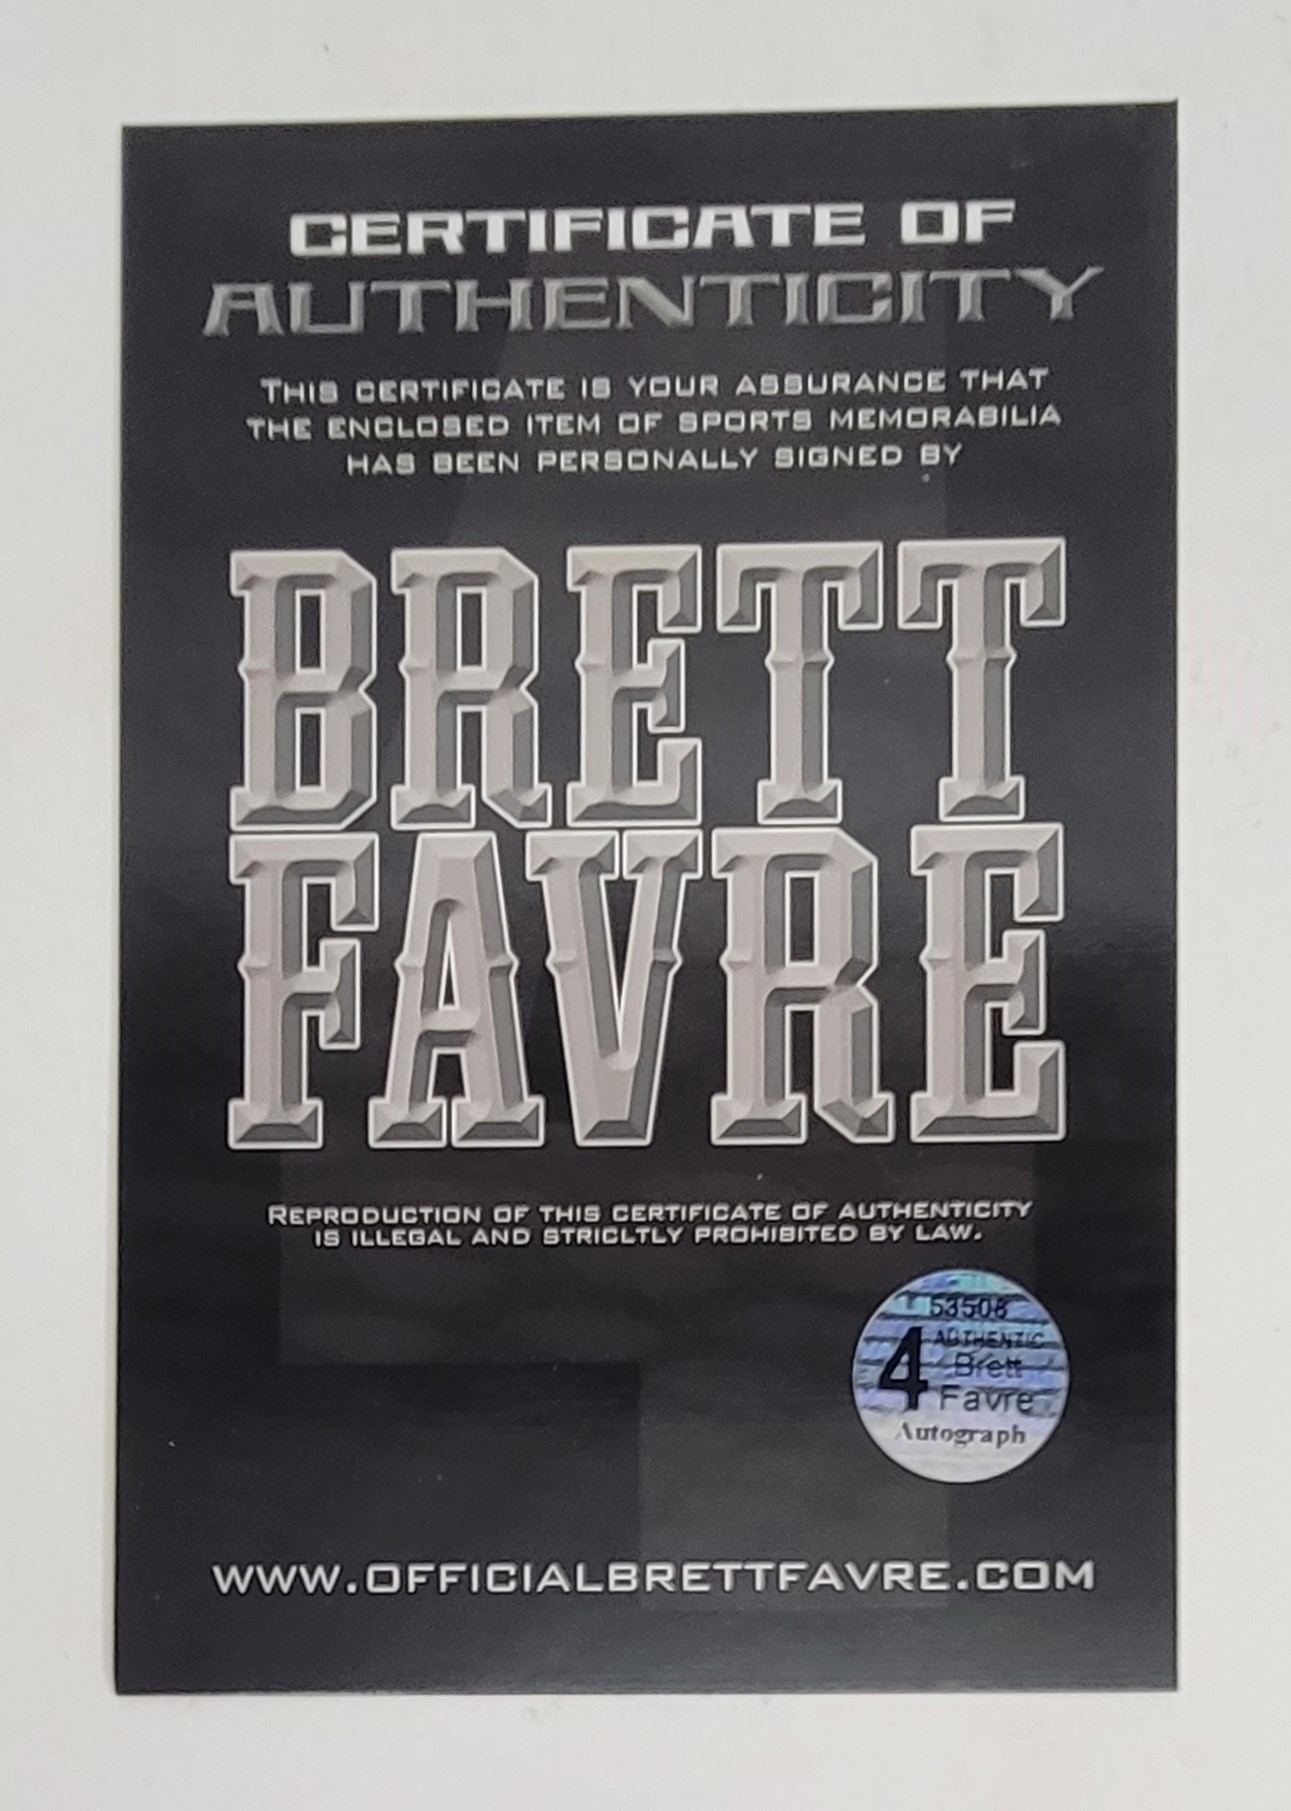 CERTIFICATE OF
AUTHENTICITY
THIS CERTIFICATE IS YOUR ASSURANCE THAT
THE ENCLOSED ITEM OF SPORTS MEMORABILIA
HAS BEEN PERSONALLY SIGNED BY
BRETT
FAVRE
REPRODUCTION OF THIS CERTIFICATE OF AUTHENTICITY
IS ILLEGAL AND STRICLTLY PROHIBITED BY LAW.
53508
AUTHENTIC
4 Brett
Favre
Autograph
WWW.OFFICIALBRETTFAVRE.COM